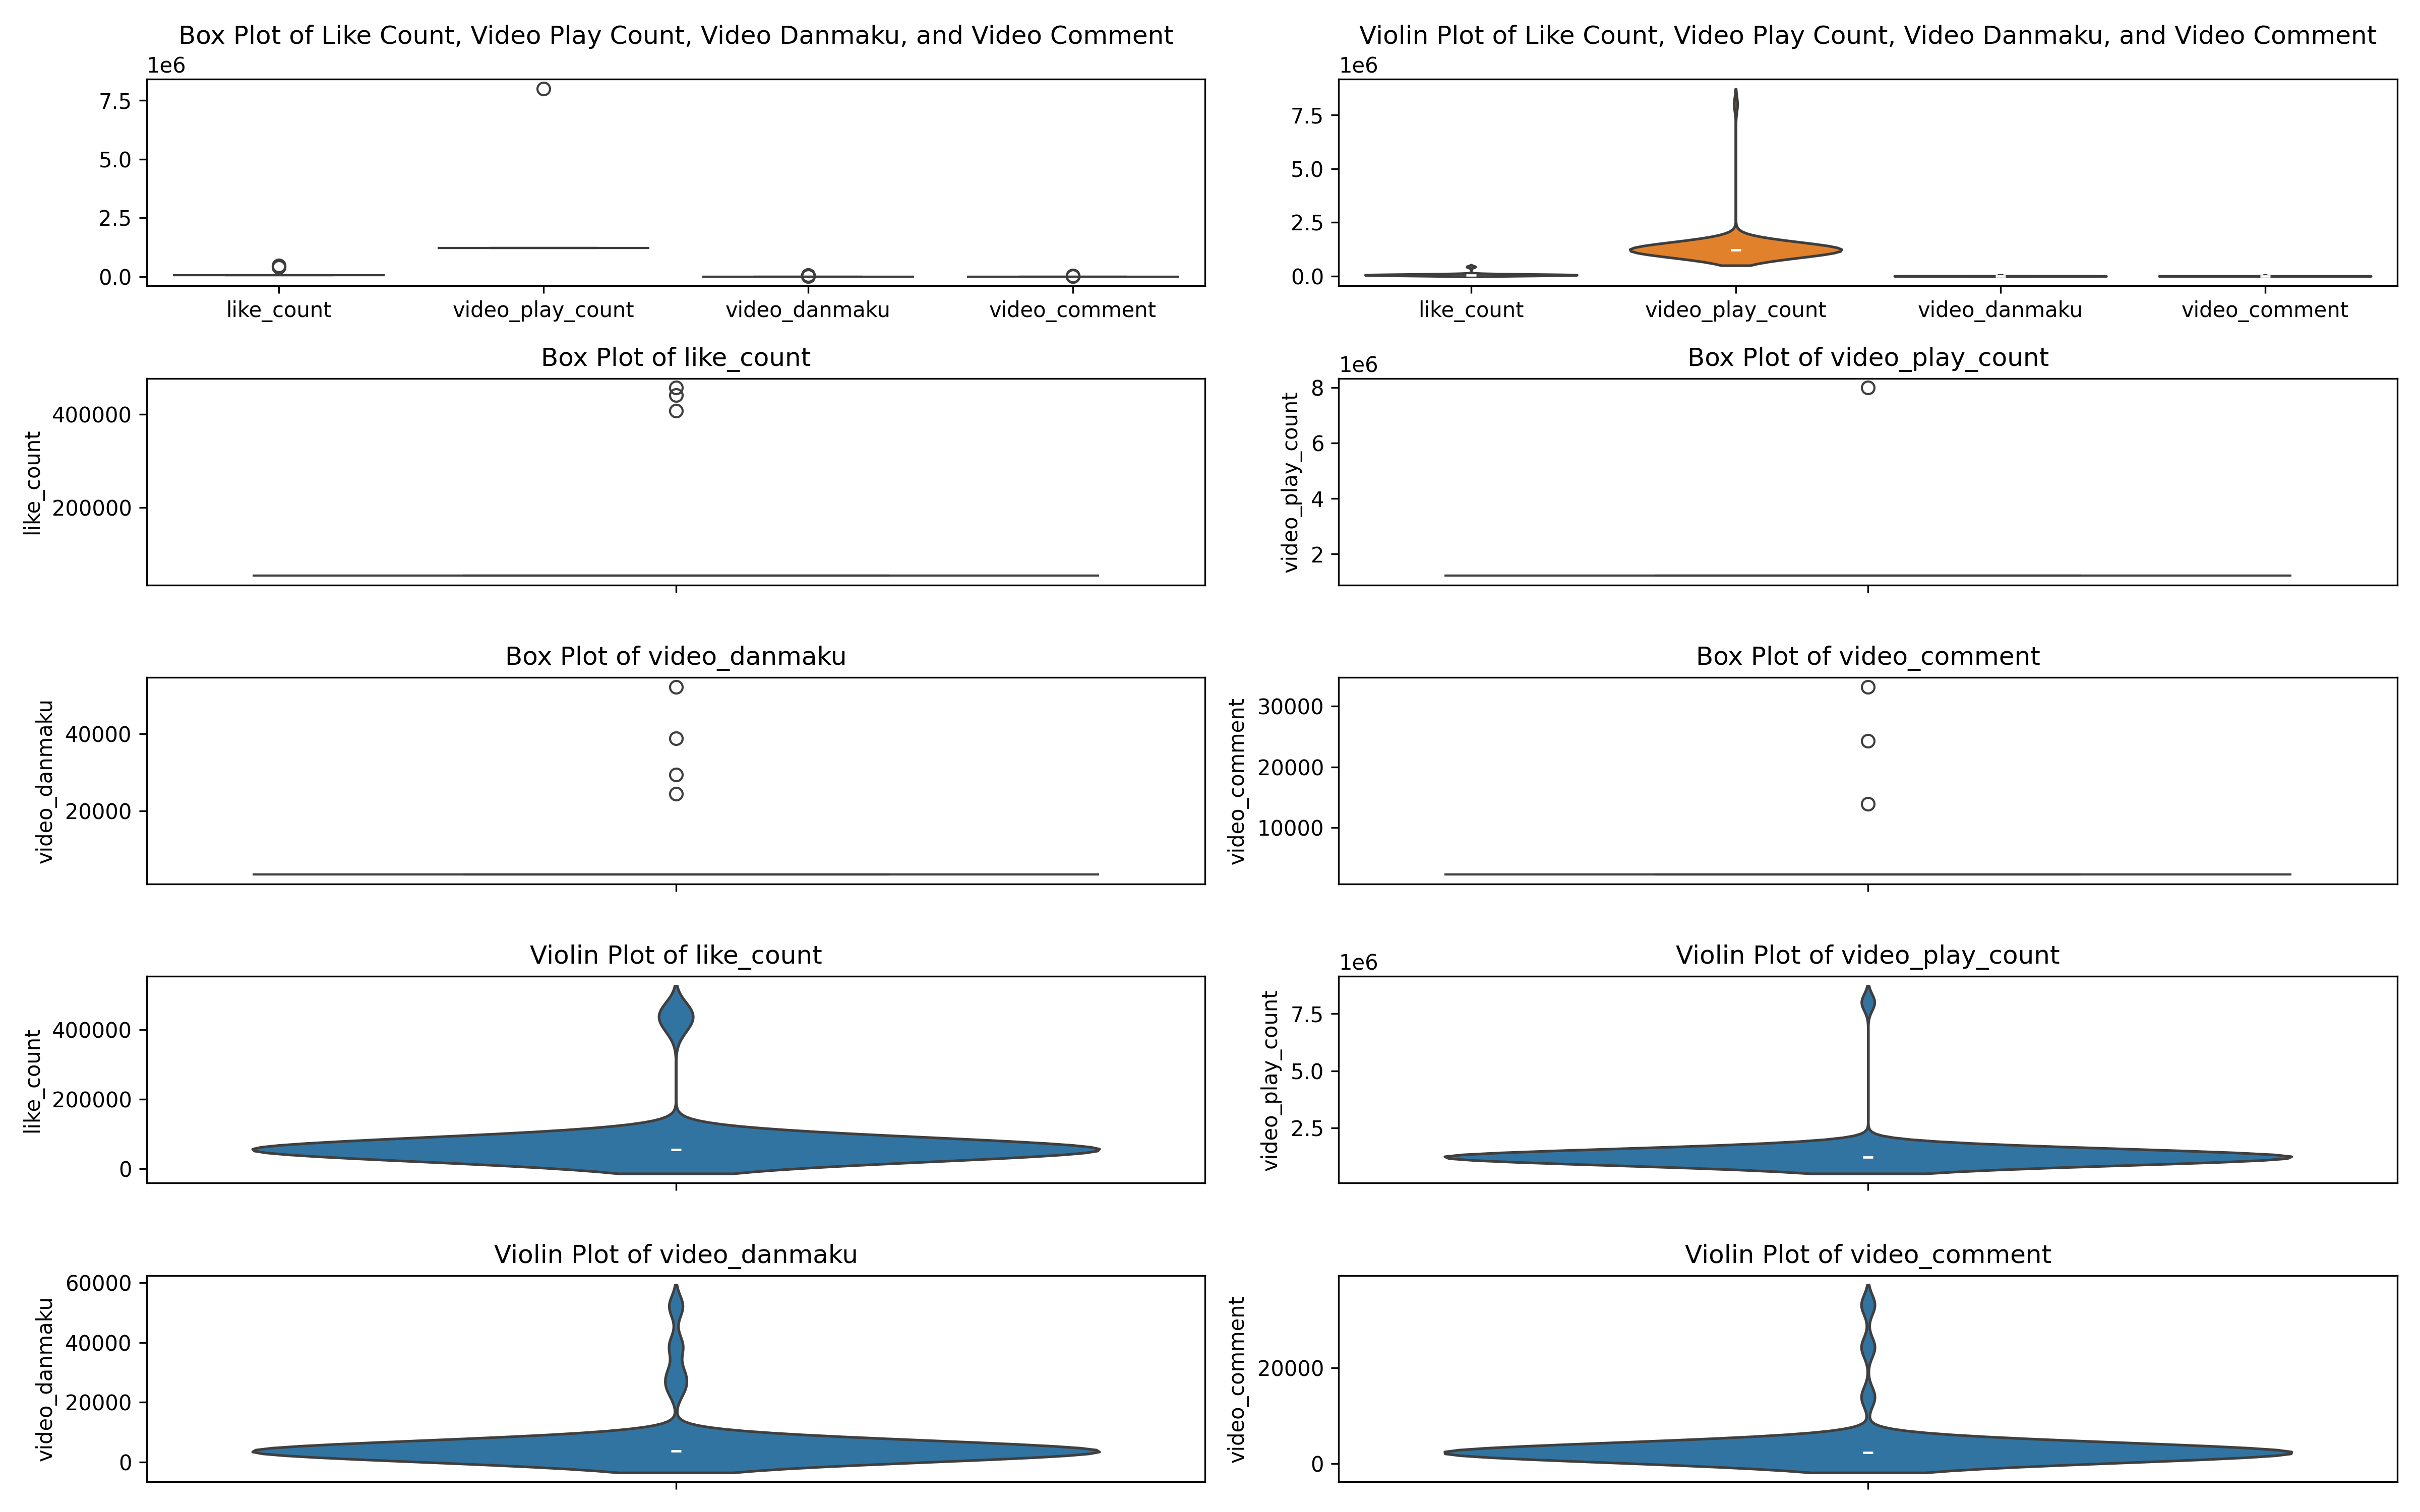 Box Plot of Like Count, Video Play Count, Video Danmaku, and Video Comment
1e6
7.5
5.0
2.5
0.0
like_count video_play_count video_danmaku video_comment
Violin Plot of Like Count, Video Play Count, Video Danmaku, and Video Comment
1e6
7.5
5.0
2.5
0.0
like_count video_play_count video_danmaku video_comment
Box Plot of like_count
like_count
400000
200000
Box Plot of video_play_count
1e6
video_play_count
8
6
4
2
Box Plot of video_danmaku
video_danmaku
40000
20000
Box Plot of video_comment
video_comment
30000
20000
10000
Violin Plot of like_count
like_count
400000
200000
0
Violin Plot of video_play_count
1e6
video_play_count
7.5
5.0
2.5
Violin Plot of video_danmaku
video_danmaku
60000
40000
20000
0
Violin Plot of video_comment
video_comment
20000
0